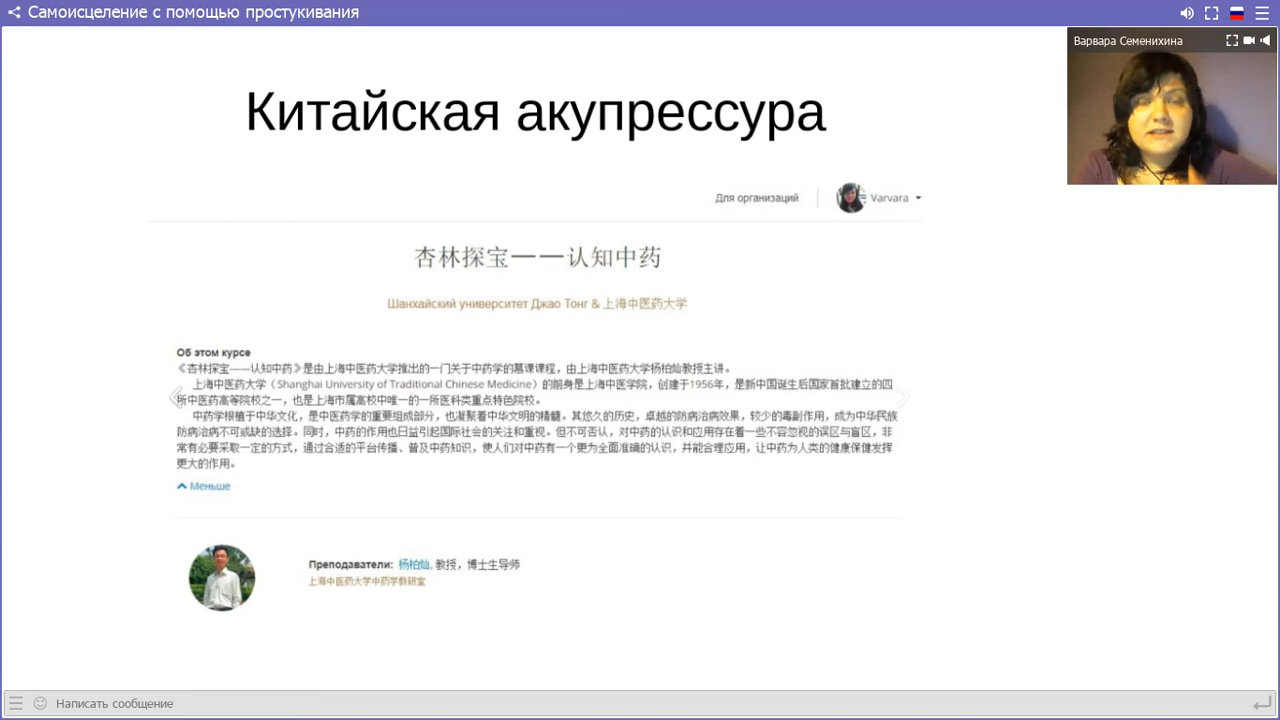 Самоисцеление с помощью простукивания
Варвара Семенихина
Китайская акупрессура
Для организаций
Varvara
杏林探宝——认知中药
Шанхайский университет Джао Тонг & 上海中医药大学
Об этом курсе
《杏林探宝——认知中药》是由上海中医药大学推出的一门关于中药学的慕课课程，由上海中医药大学杨柏灿教授主讲。
上海中医药大学（Shanghai University of Traditional Chinese Medicine）的前身是上海中医学院，创建于1956年，是新中国诞生后国家首批建立的四
所中医药高等院校之一，也是上海市属高校中唯一的一所医科类重点特色院校。
中药学根植于中华文化，是中医药学的重要组成部分，也凝聚着中华文明的精髓。其悠久的历史，卓越的防病治病效果，较少的毒副作用，成为中华民族
防病治病不可或缺的选择。同时，中药的作用也日益引起国际社会的关注和重视。但不可否认，对中药的认识和应用存在着一些不容忽视的误区与盲区，非
常有必要采取一定的方式，通过合适的平台传播、普及中药知识，使人们对中药有一个更为全面准确的认识，并能合理应用，让中药为人类的健康保健发挥
更大的作用。
Меньше
Преподаватели: 杨柏灿, 教授，博士生导师
上海中医药大学中药学教研室
Написать сообщение